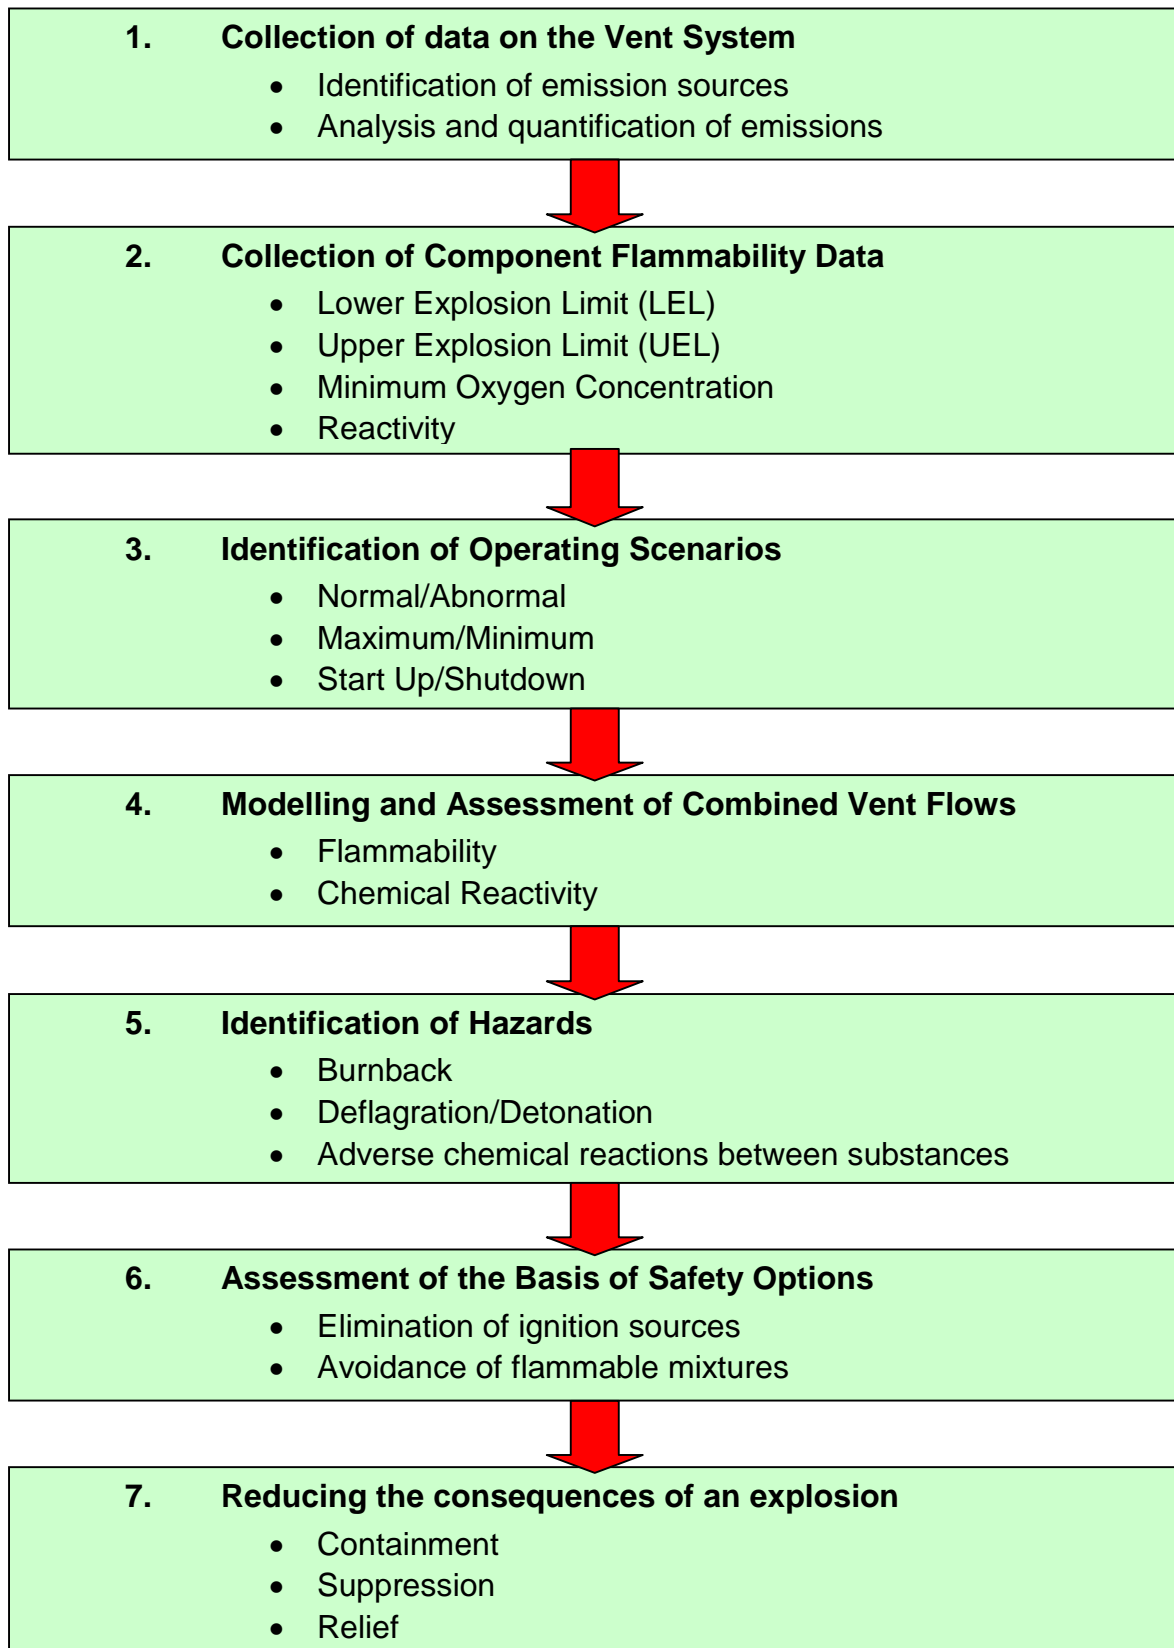 1. Collection of data on the Vent System
• Identification of emission sources
• Analysis and quantification of emissions
2. Collection of Component Flammability Data
• Lower Explosion Limit (LEL)
• Upper Explosion Limit (UEL)
• Minimum Oxygen Concentration
• Reactivity
3. Identification of Operating Scenarios
• Normal/Abnormal
• Maximum/Minimum
• Start Up/Shutdown
4. Modelling and Assessment of Combined Vent Flows
• Flammability
• Chemical Reactivity
5. Identification of Hazards
• Burnback
• Deflagration/Detonation
• Adverse chemical reactions between substances
6. Assessment of the Basis of Safety Options
• Elimination of ignition sources
• Avoidance of flammable mixtures
7. Reducing the consequences of an explosion
• Containment
• Suppression
• Relief